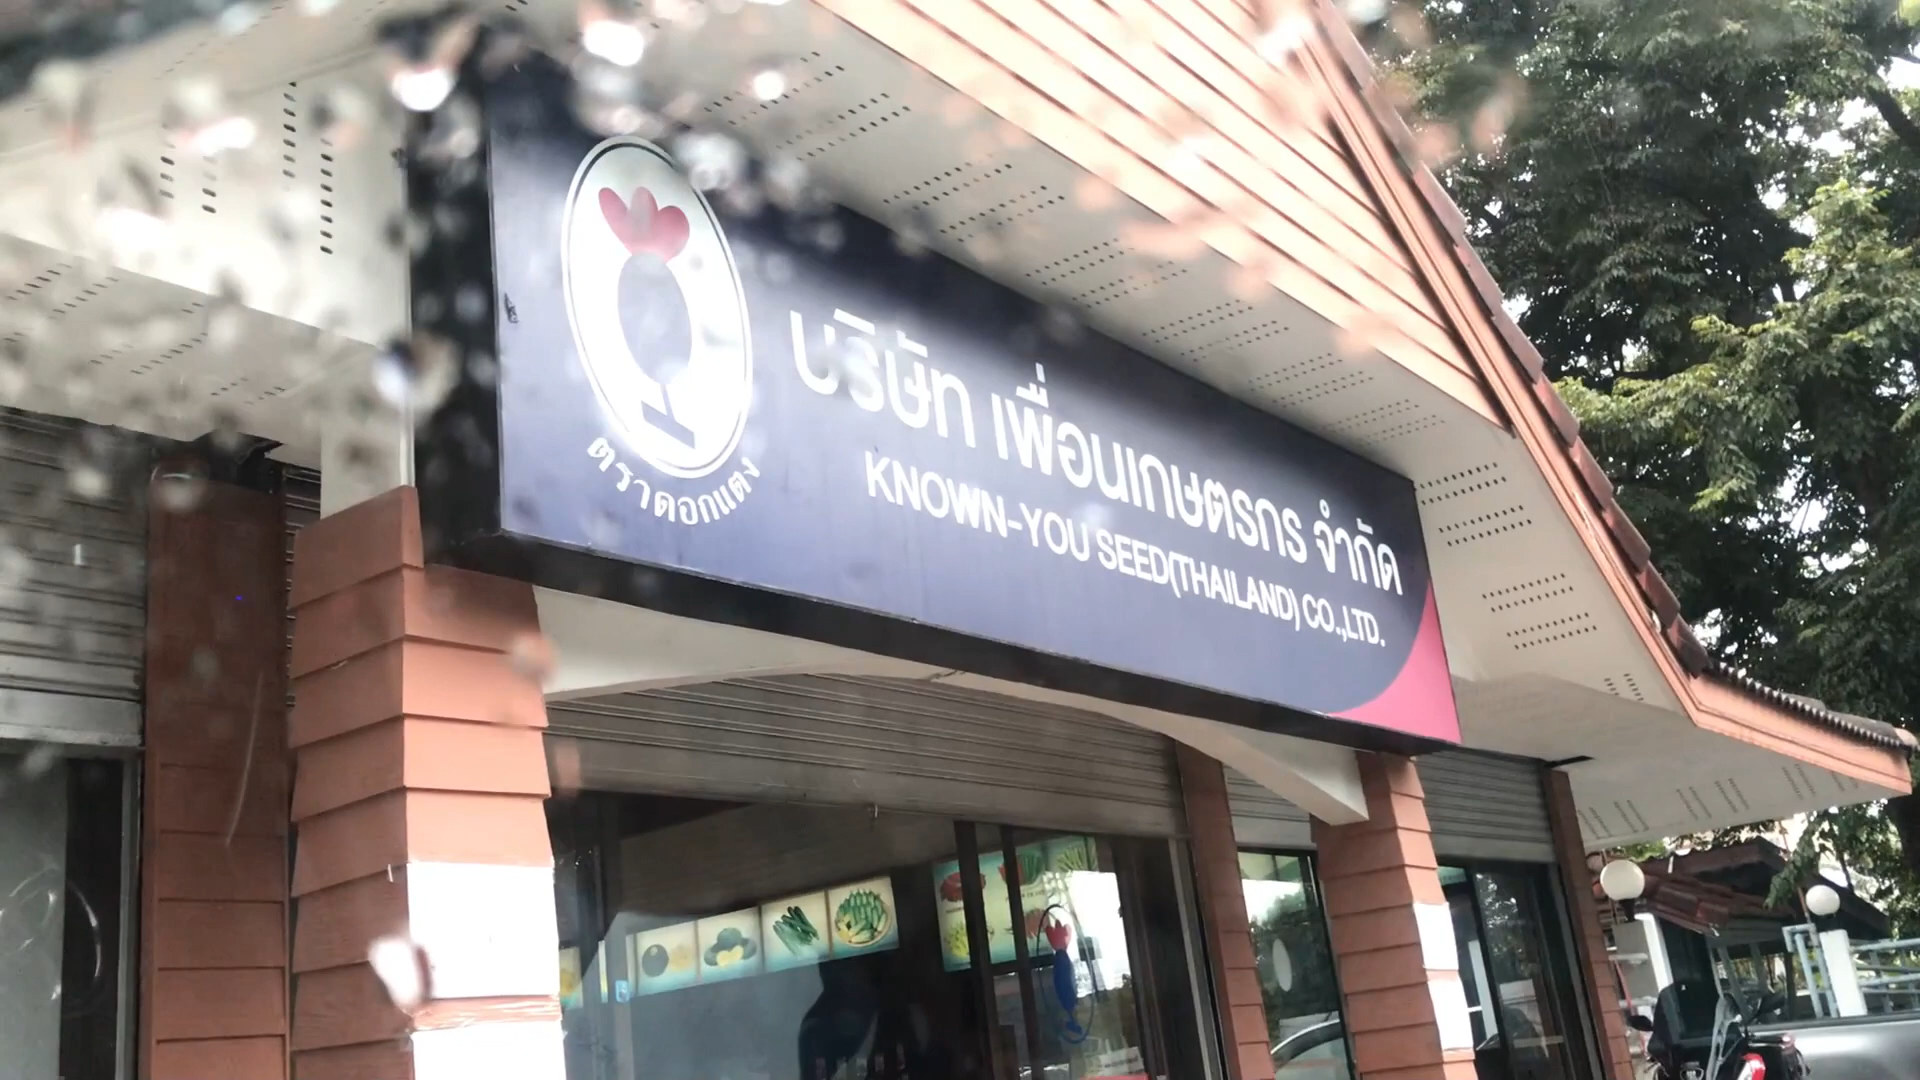 ตราดอกแตง
บริษัท เพื่อนเกษตรกร จำกัด
KNOWN-YOU SEED(THAILAND) CO.,LTD.